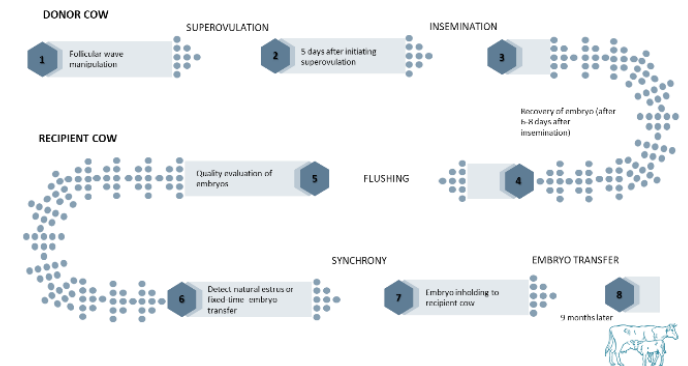 DONOR COW
SUPEROVULATION
INSEMINATION
1
Follicular wave
manipulation
2
5 days after initiating
superovulation
3
Recovery of embryo (after
6-8 days after
insemination)
RECIPIENT COW
4
FLUSHING
5
Quality evaluation of
embryos
SYNCHRONY
EMBRYO TRANSFER
6
Detect natural estrus or
fixed-time embryo
transfer
7
Embryo inholding to
recipient cow
8
9 months later